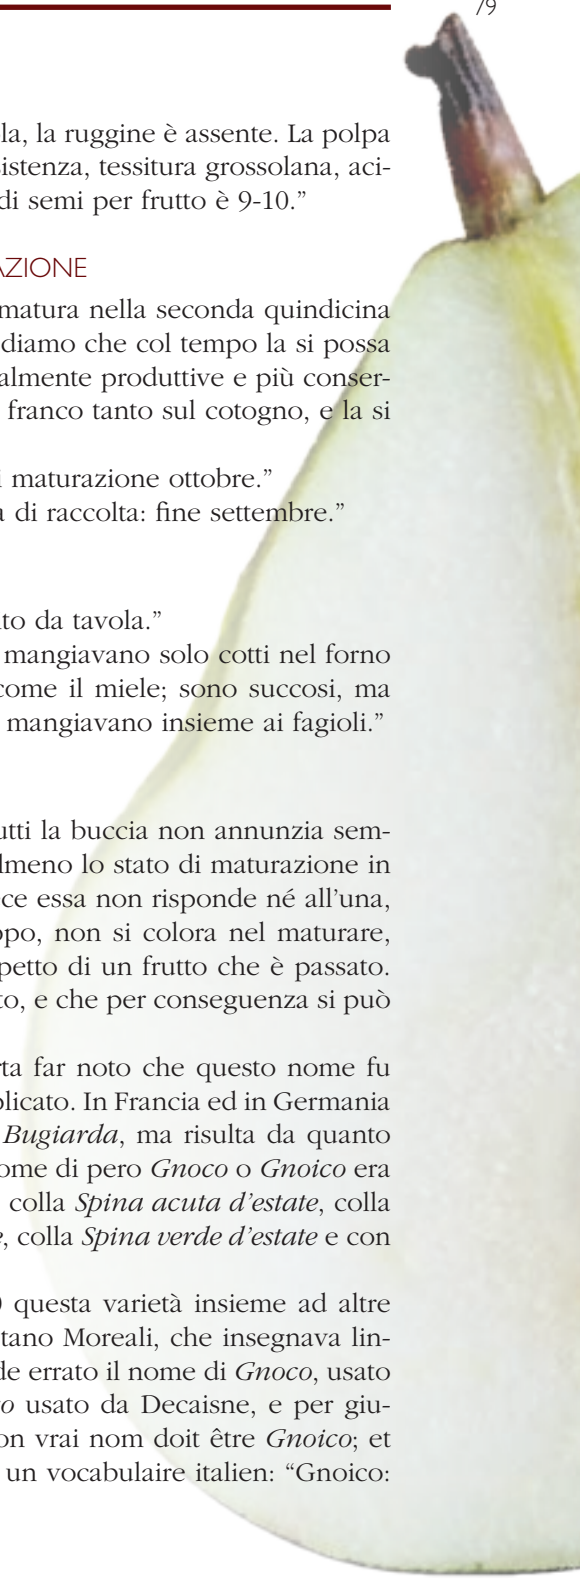 79
la, la ruggine è assente. La polpa
sistenza, tessitura grossolana, aci-
di semi per frutto è 9-10.”
AZIONE
matura nella seconda quindicina
diamo che col tempo la si possa
almente produttive e più conser-
franco tanto sul cotogno, e la si
i maturazione ottobre.”
a di raccolta: fine settembre.”
to da tavola.”
mangiavano solo cotti nel forno
come il miele; sono succosi, ma
mangiavano insieme ai fagioli.”
utti la buccia non annunzia sem-
lmeno lo stato di maturazione in
ce essa non risponde né all’una,
ppo, non si colora nel maturare,
petto di un frutto che è passato.
to, e che per conseguenza si può
rta far noto che questo nome fu
plicato. In Francia ed in Germania
Bugiarda, ma risulta da quanto
ome di pero Gnoco o Gnoico era
colla Spina acuta d’estate, colla
e, colla Spina verde d’estate e con
) questa varietà insieme ad altre
tano Moreali, che insegnava lin-
de errato il nome di Gnoco, usato
o usato da Decaisne, e per giu-
on vrai nom doit être Gnoico; et
un vocabulaire italien: “Gnoico: